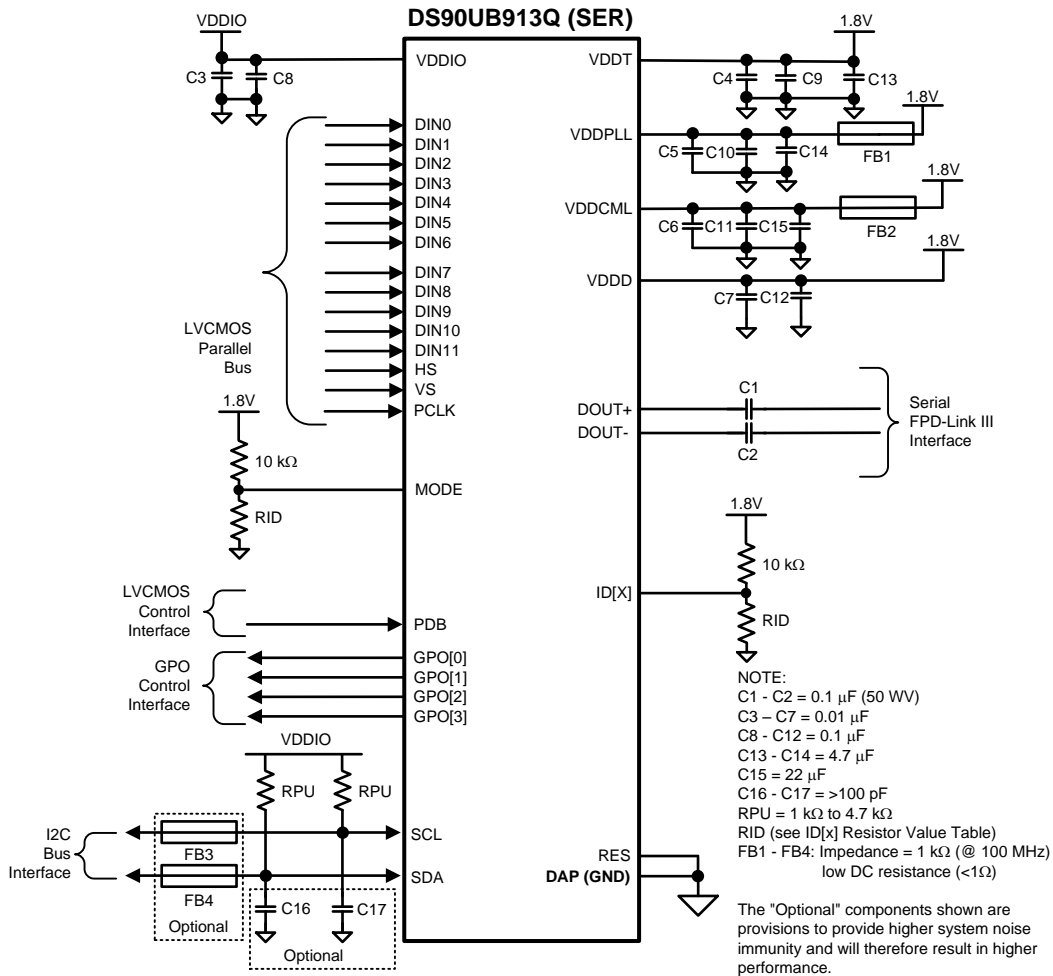 DS90UB913Q (SER)
VDDIO
C3
C8
VDDIO
DIN0
DIN1
DIN2
DIN3
DIN4
DIN5
DIN6
DIN7
DIN8
DIN9
DIN10
DIN11
HS
VS
PCLK
LVCMOS
Parallel
Bus
1.8V
10 kΩ
MODE
RID
LVCMOS
Control
Interface
PDB
GPO
Control
Interface
GPO[0]
GPO[1]
GPO[2]
GPO[3]
VDDIO
RPU
RPU
I2C
Bus
Interface
FB3
FB4
Optional
SCL
SDA
C16
C17
Optional
VDDT
1.8V
C4
C9
C13
VDDPLL
1.8V
C5
C10
C14
FB1
VDDCML
1.8V
C6
C11
C15
FB2
VDDD
1.8V
C7
C12
DOUT+
DOUT-
C1
C2
Serial
FPD-Link III
Interface
1.8V
10 kΩ
ID[X]
RID
RES
DAP (GND)
NOTE:
C1 - C2 = 0.1 μF (50 WV)
C3 – C7 = 0.01 μF
C8 - C12 = 0.1 μF
C13 - C14 = 4.7 μF
C15 = 22 μF
C16 - C17 = >100 pF
RPU = 1 kΩ to 4.7 kΩ
RID (see ID[x] Resistor Value Table)
FB1 - FB4: Impedance = 1 kΩ (@ 100 MHz)
low DC resistance (<1Ω)
The "Optional" components shown are
provisions to provide higher system noise
immunity and will therefore result in higher
performance.